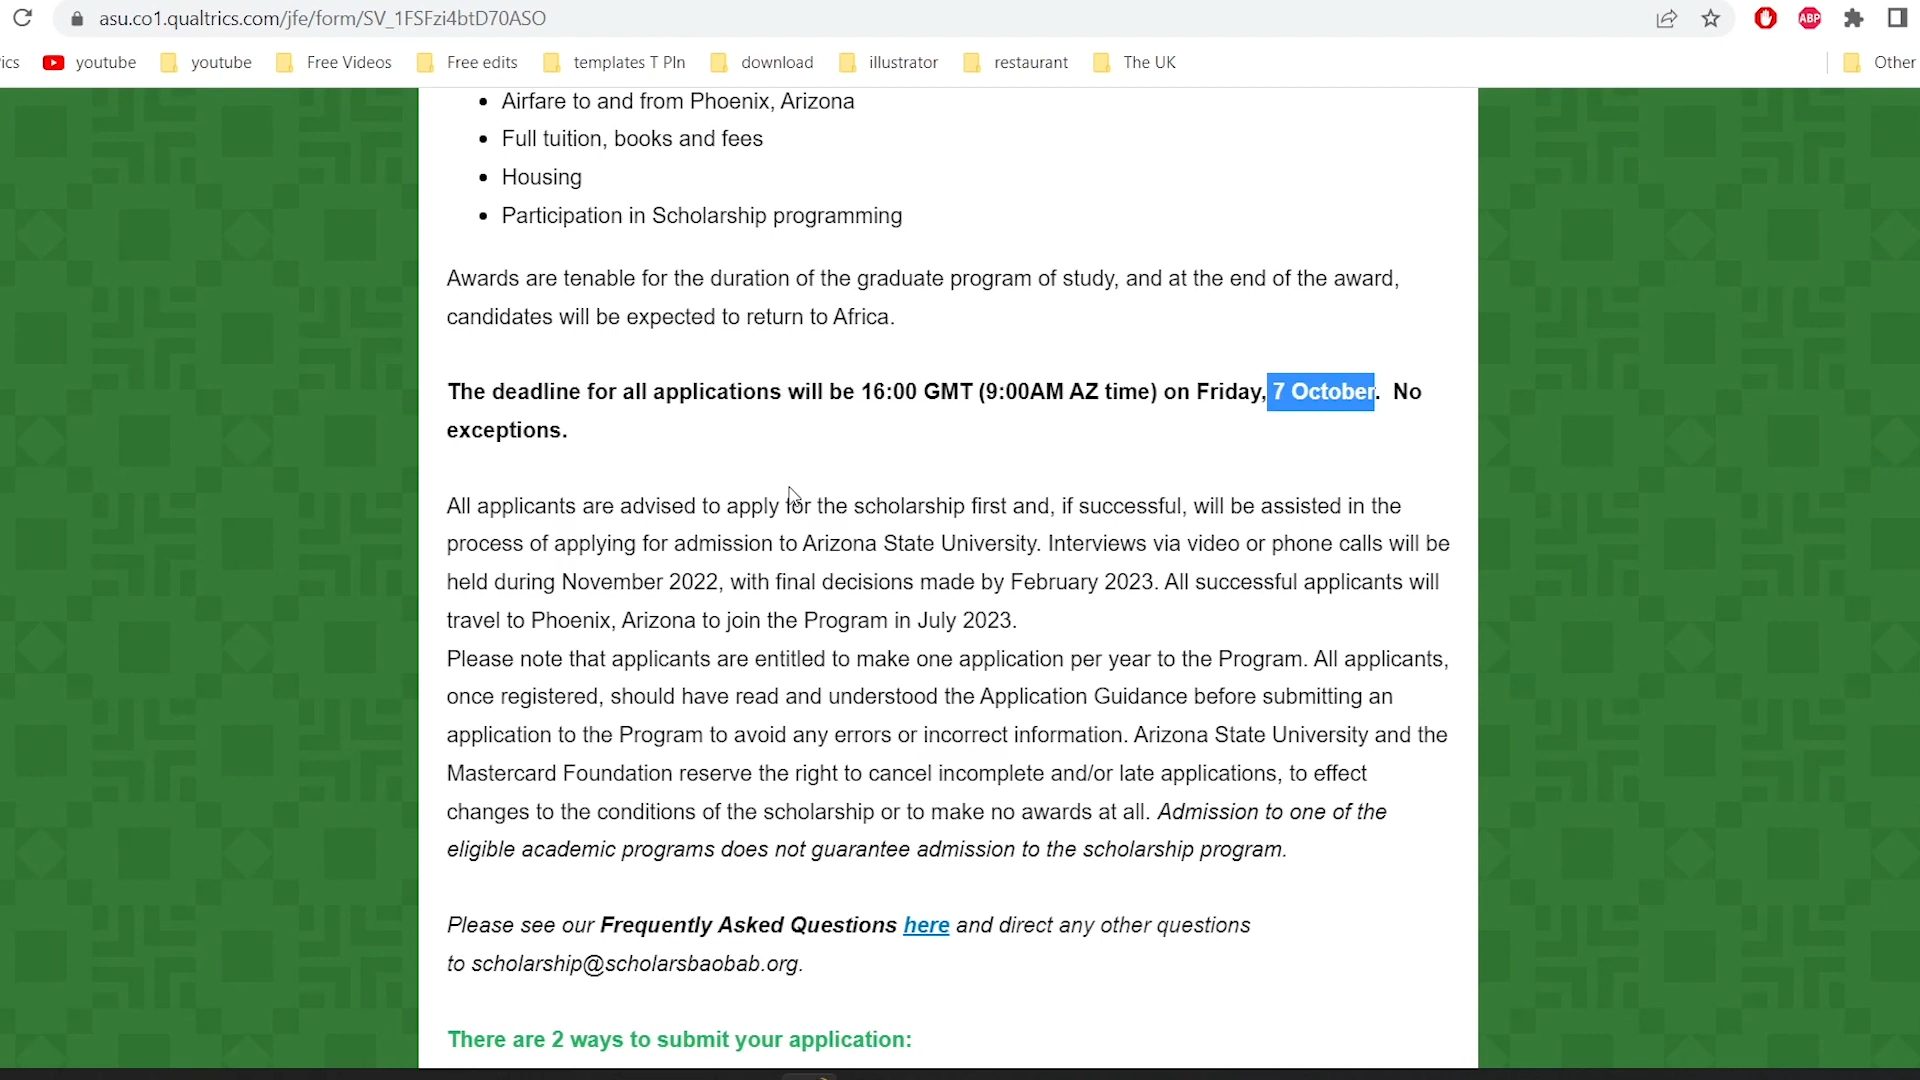 asu.co1.qualtrics.com/jfe/form/SV_1FSFzi4btD70ASO
ABP
ics youtube youtube Free Videos Free edits templates T Pln download illustrator restaurant The UK Other
Airfare to and from Phoenix, Arizona
Full tuition, books and fees
Housing
Participation in Scholarship programming
Awards are tenable for the duration of the graduate program of study, and at the end of the award,
candidates will be expected to return to Africa.
The deadline for all applications will be 16:00 GMT (9:00AM AZ time) on Friday, 7 October. No
exceptions.
All applicants are advised to apply for the scholarship first and, if successful, will be assisted in the
process of applying for admission to Arizona State University. Interviews via video or phone calls will be
held during November 2022, with final decisions made by February 2023. All successful applicants will
travel to Phoenix, Arizona to join the Program in July 2023.
Please note that applicants are entitled to make one application per year to the Program. All applicants,
once registered, should have read and understood the Application Guidance before submitting an
application to the Program to avoid any errors or incorrect information. Arizona State University and the
Mastercard Foundation reserve the right to cancel incomplete and/or late applications, to effect
changes to the conditions of the scholarship or to make no awards at all. Admission to one of the
eligible academic programs does not guarantee admission to the scholarship program.
Please see our Frequently Asked Questions here and direct any other questions
to scholarship@scholarsbaobab.org.
There are 2 ways to submit your application: